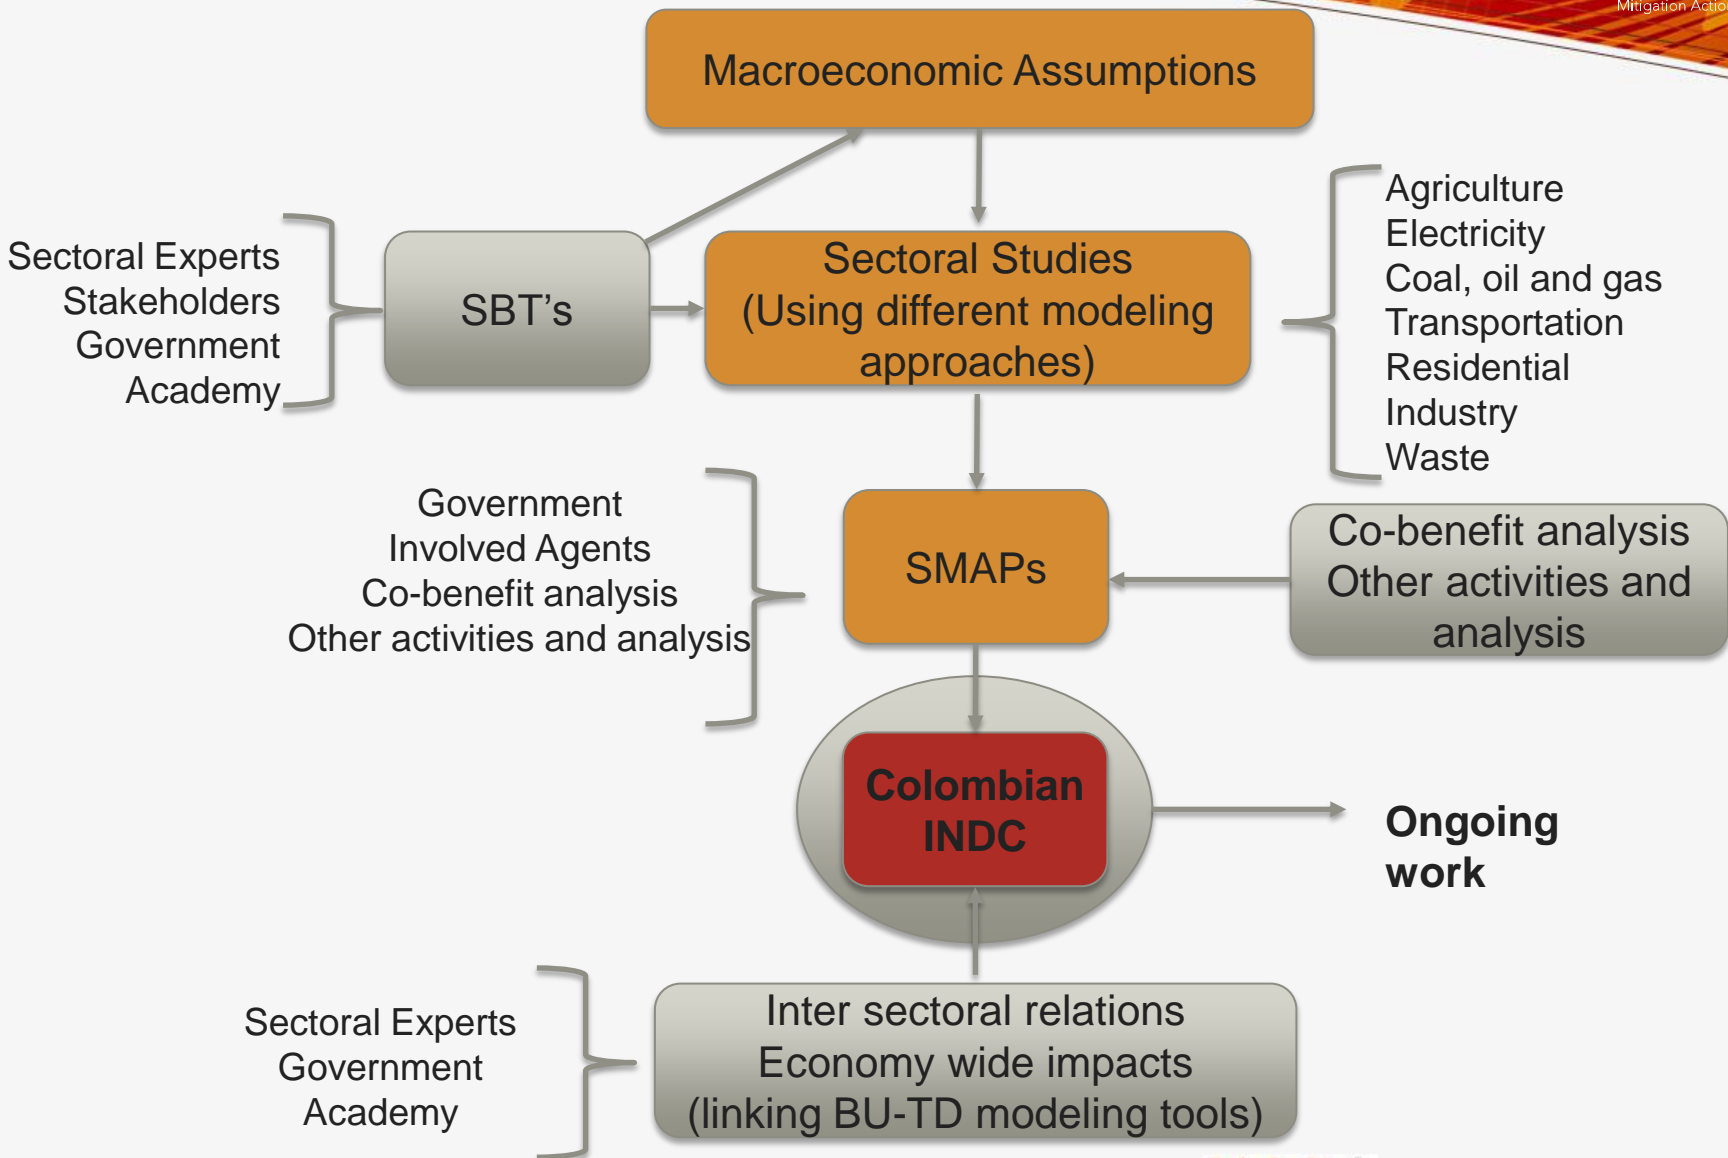 Mitigation Action
Macroeconomic Assumptions
Sectoral Experts
Stakeholders
Government
Academy
SBT’s
Sectoral Studies
(Using different modeling
approaches)
Agriculture
Electricity
Coal, oil and gas
Transportation
Residential
Industry
Waste
Government
Involved Agents
Co-benefit analysis
Other activities and analysis
SMAPs
Co-benefit analysis
Other activities and
analysis
Colombian
INDC
Ongoing
work
Sectoral Experts
Government
Academy
Inter sectoral relations
Economy wide impacts
(linking BU-TD modeling tools)